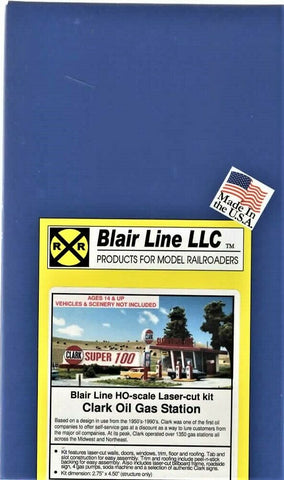 Made In
the U.S.A.
R R
Blair Line LLC TM
PRODUCTS FOR MODEL RAILROADERS
AGES 14 & UP
VEHICLES & SCENERY NOT INCLUDED
CLARK SUPER 100
Blair Line HO-scale Laser-cut kit
Clark Oil Gas Station
Based on a design in use from the 1950's-1990's. Clark was one of the first oil
companies to offer self-service gas at a discount as a way to lure customers from
the major oil companies. At its peak, Clark operated over 1350 gas stations all
across the Midwest and Northeast.
• Kit features laser-cut walls, doors, windows, trim, floor and roofing. Tab and
slot construction for easy assembly. Trim and roofing include peel-n-stick
backing for easy assembly. Also includes laser-cut billboard frame, roadside
sign, 4 gas pumps, soda machine and a selection of authentic Clark signs.
• Kit dimension: 2.75" x 4.50" (structure only).